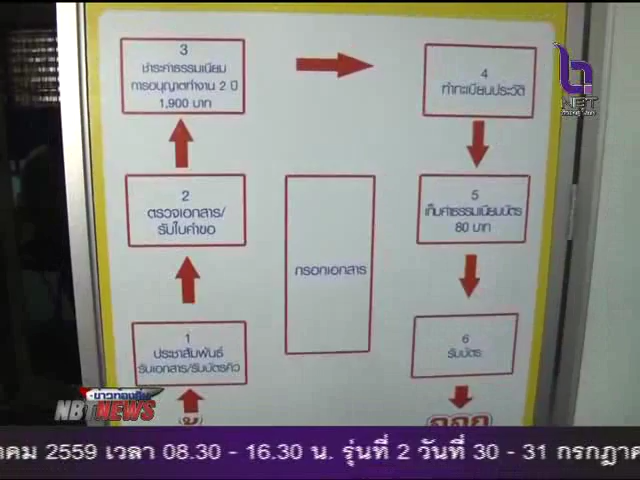 3
ชำระค่าธรรมเนียม
การอนุญาตทำงาน 2 ปี
1,900 บาท
4
ทำทะเบียนประวัติ
2
ตรวจเอกสาร/
รับใบคำขอ
5
เก็บค่าธรรมเนียมบัตร
80 บาท
กรอกเอกสาร
1
ประชาสัมพันธ์
รับเอกสาร/รับบัตรคิว
6
รับบัตร
ออก
NET
ข่าวท้องถิ่น
NBT NEWS
าคม 2559 เวลา 08.30 - 16.30 น. รุ่นที่ 2 วันที่ 30 - 31 กรกฎาค